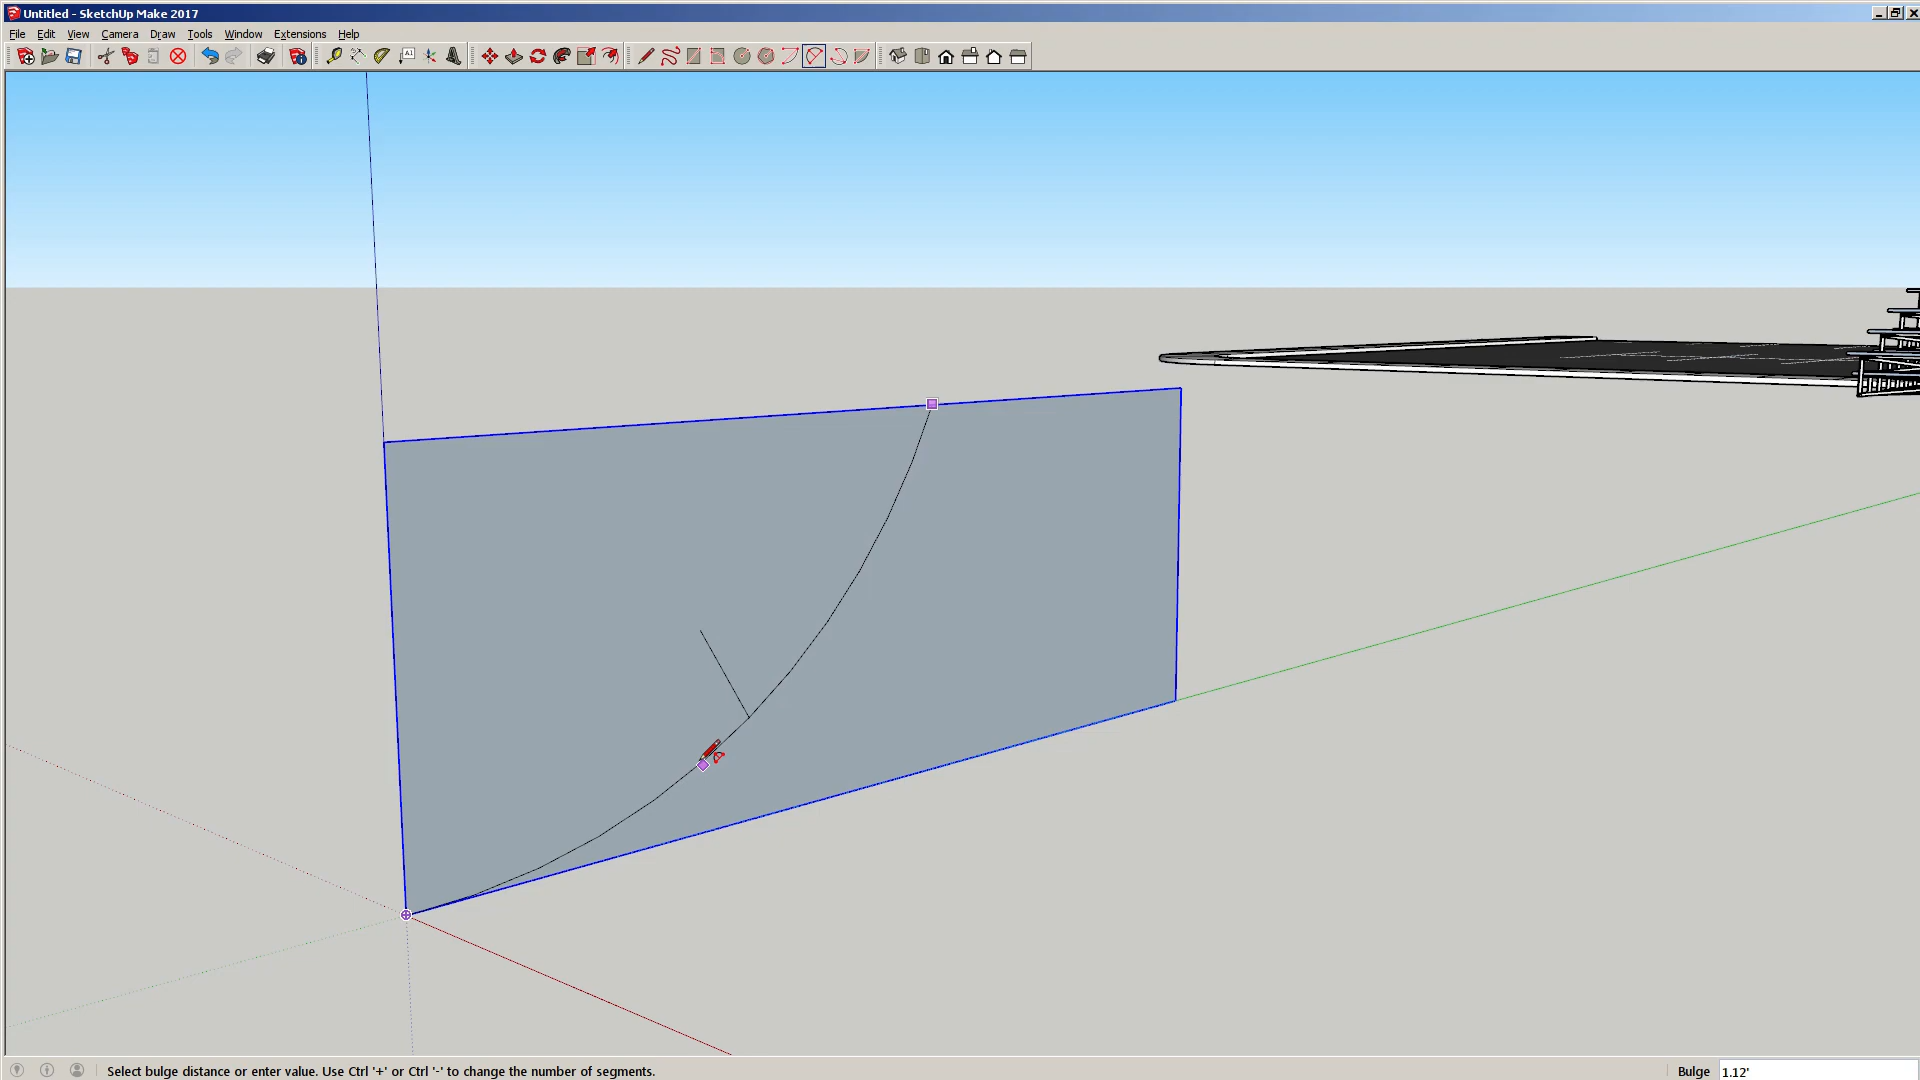 Untitled - SketchUp Make 2017
File Edit View Camera Draw Tools Window Extensions Help
A1
Select bulge distance or enter value. Use Ctrl '+' or Ctrl '-' to change the number of segments.
Bulge 1.12'